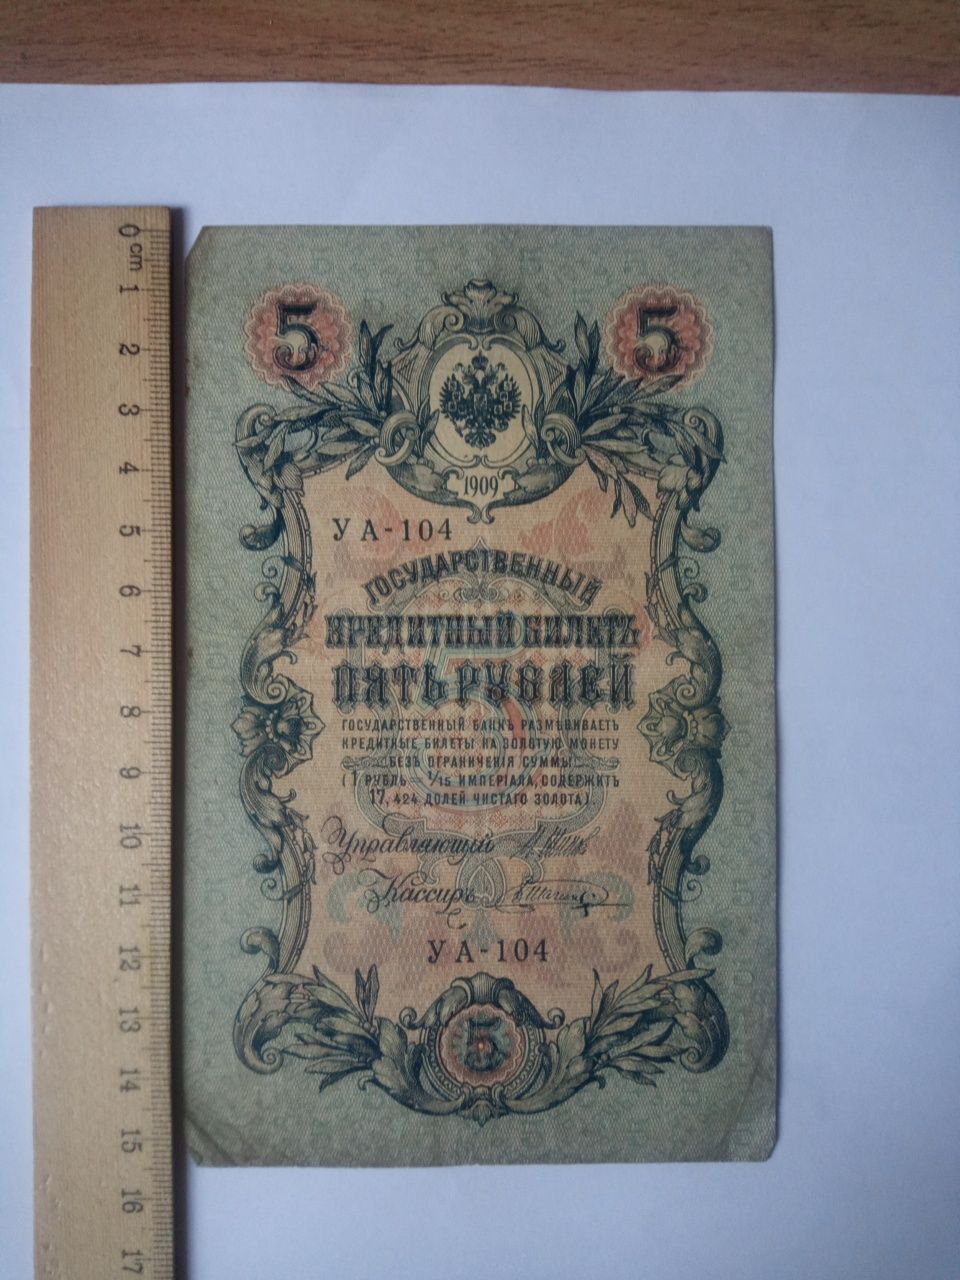 0 cm 1 2 3 4 5 6 7 8 9 10 11 12 13 14 15 16 17
5 5
1909
УА-104
ГОСУДАРСТВЕННЫЙ
КРЕДИТНЫЙ БИЛЕТЪ
ПЯТЬ РУБЛЕЙ
ГОСУДАРСТВЕННЫЙ БАНКЪ РАЗМѢНИВАЕТЪ
КРЕДИТНЫЕ БИЛЕТЫ НА ЗОЛОТУЮ МОНЕТУ
БЕЗЪ ОГРАНИЧЕНІЯ СУММЫ
(1 РУБЛЬ = 1/15 ИМПЕРІАЛА, СОДЕРЖИТЪ
17,424 ДОЛЕЙ ЧИСТАГО ЗОЛОТА).
Управляющій
Кассиръ
УА-104
5